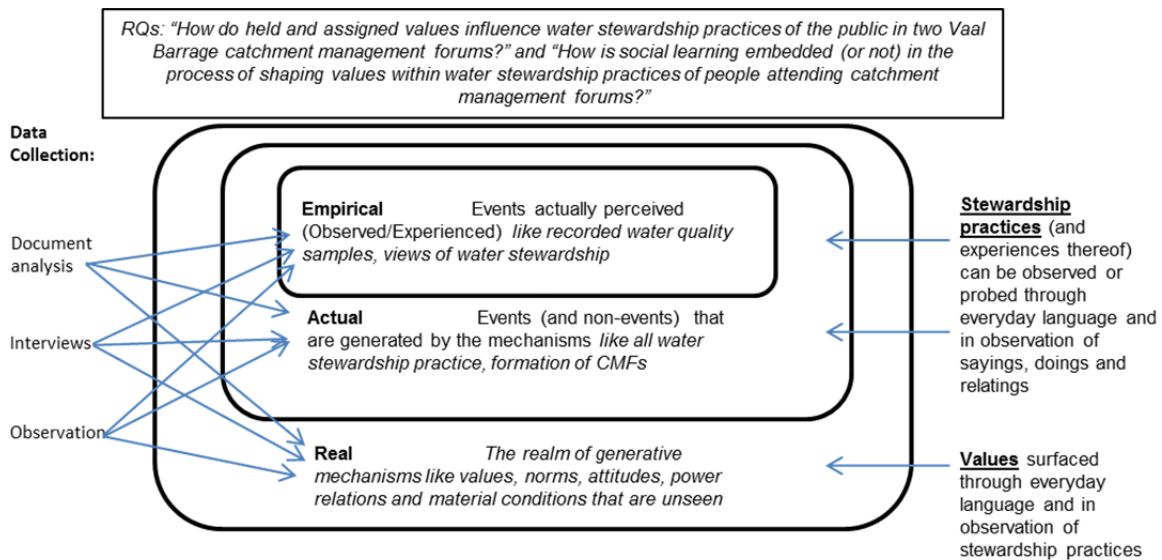 RQs: “How do held and assigned values influence water stewardship practices of the public in two Vaal
Barrage catchment management forums?” and “How is social learning embedded (or not) in the
process of shaping values within water stewardship practices of people attending catchment
management forums?”
Data
Collection:
Document
analysis
Interviews
Observation
Empirical Events actually perceived
(Observed/Experienced) like recorded water quality
samples, views of water stewardship
Actual Events (and non-events) that
are generated by the mechanisms like all water
stewardship practice, formation of CMFs
Real The realm of generative
mechanisms like values, norms, attitudes, power
relations and material conditions that are unseen
Stewardship
practices (and
experiences thereof)
can be observed or
probed through
everyday language and
in observation of
sayings, doings and
relatings
Values surfaced
through everyday
language and in
observation of
stewardship practices